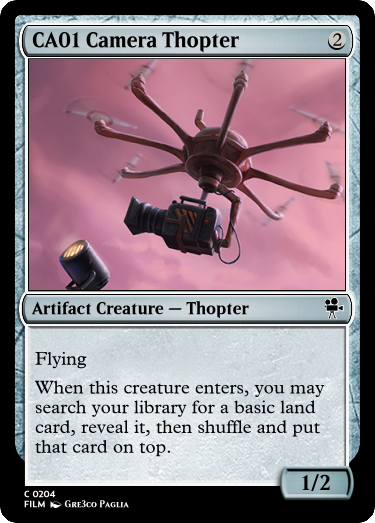 CA01 Camera Thopter 2
Artifact Creature — Thopter
Flying
When this creature enters, you may
search your library for a basic land
card, reveal it, then shuffle and put
that card on top.
1/2
C 0204
FILM Gre3co Paglia